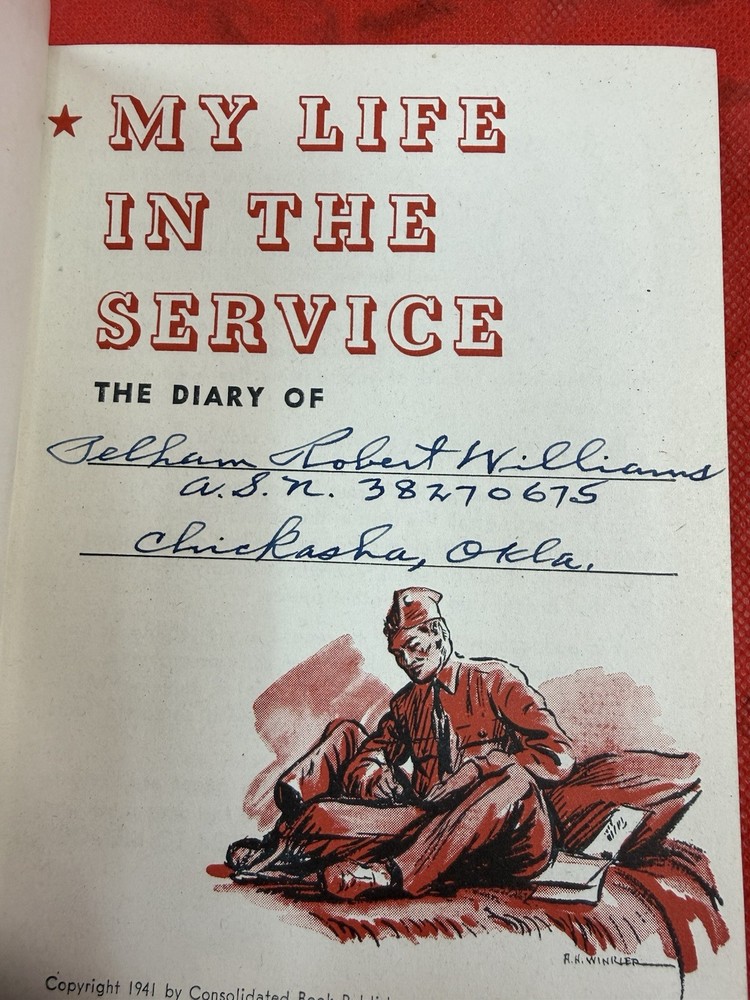 ★ MY LIFE
IN THE
SERVICE
THE DIARY OF
Pelham Robert Williams
a.S.n. 38270675
Chickasha, Okla.
R.H. WINKLER
Copyright 1941 by Consolidated Book